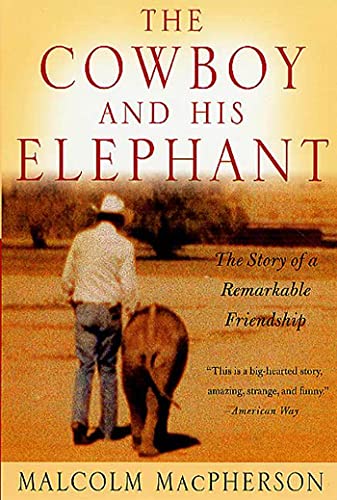 THE
COWBOY
AND HIS
ELEPHANT
The Story of a
Remarkable
Friendship
"This is a big-hearted story,
amazing, strange, and funny."
–American Way
MALCOLM MACPHERSON